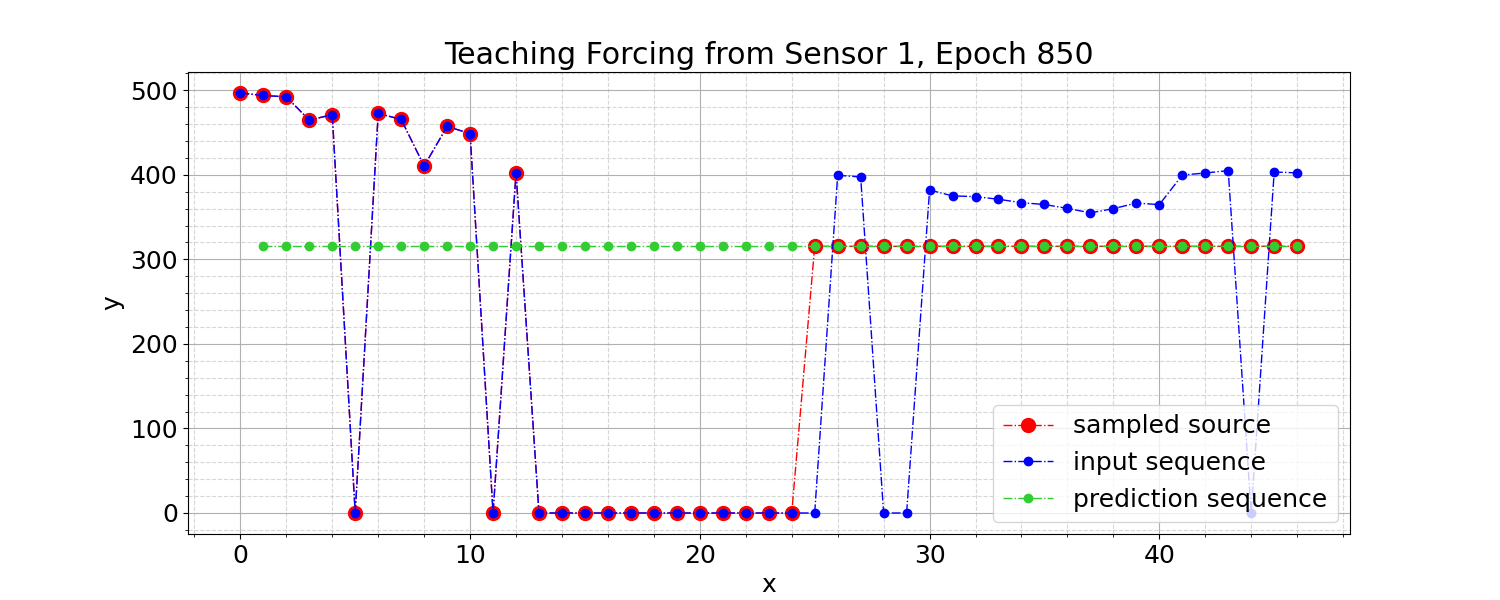 Teaching Forcing from Sensor 1, Epoch 850
500
400
300
200
100
0
y
sampled source
input sequence
prediction sequence
0 10 20 30 40
x